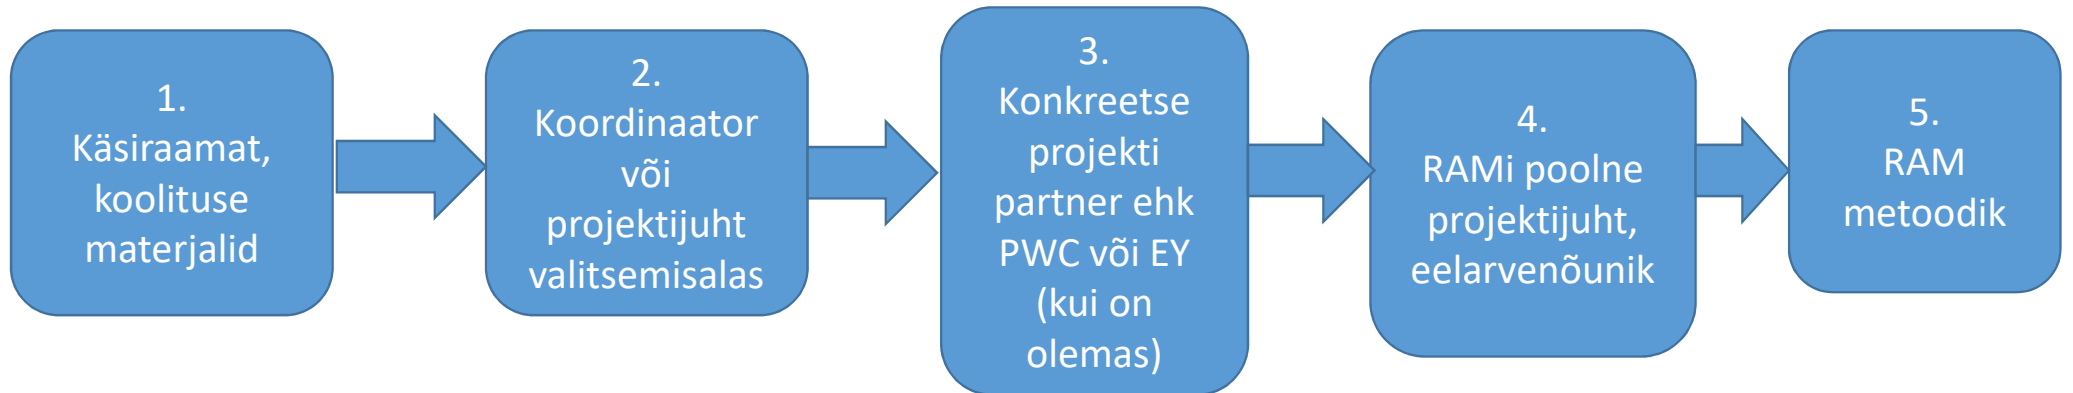 1.
Käsiraamat,
koolituse
materjalid
2.
Koordinaator
või
projektijuht
valitsemisalas
3.
Konkreetse
projekti
partner ehk
PWC või EY
(kui on
olemas)
4.
RAMi poolne
projektijuht,
eelarvenõunik
5.
RAM
metoodik